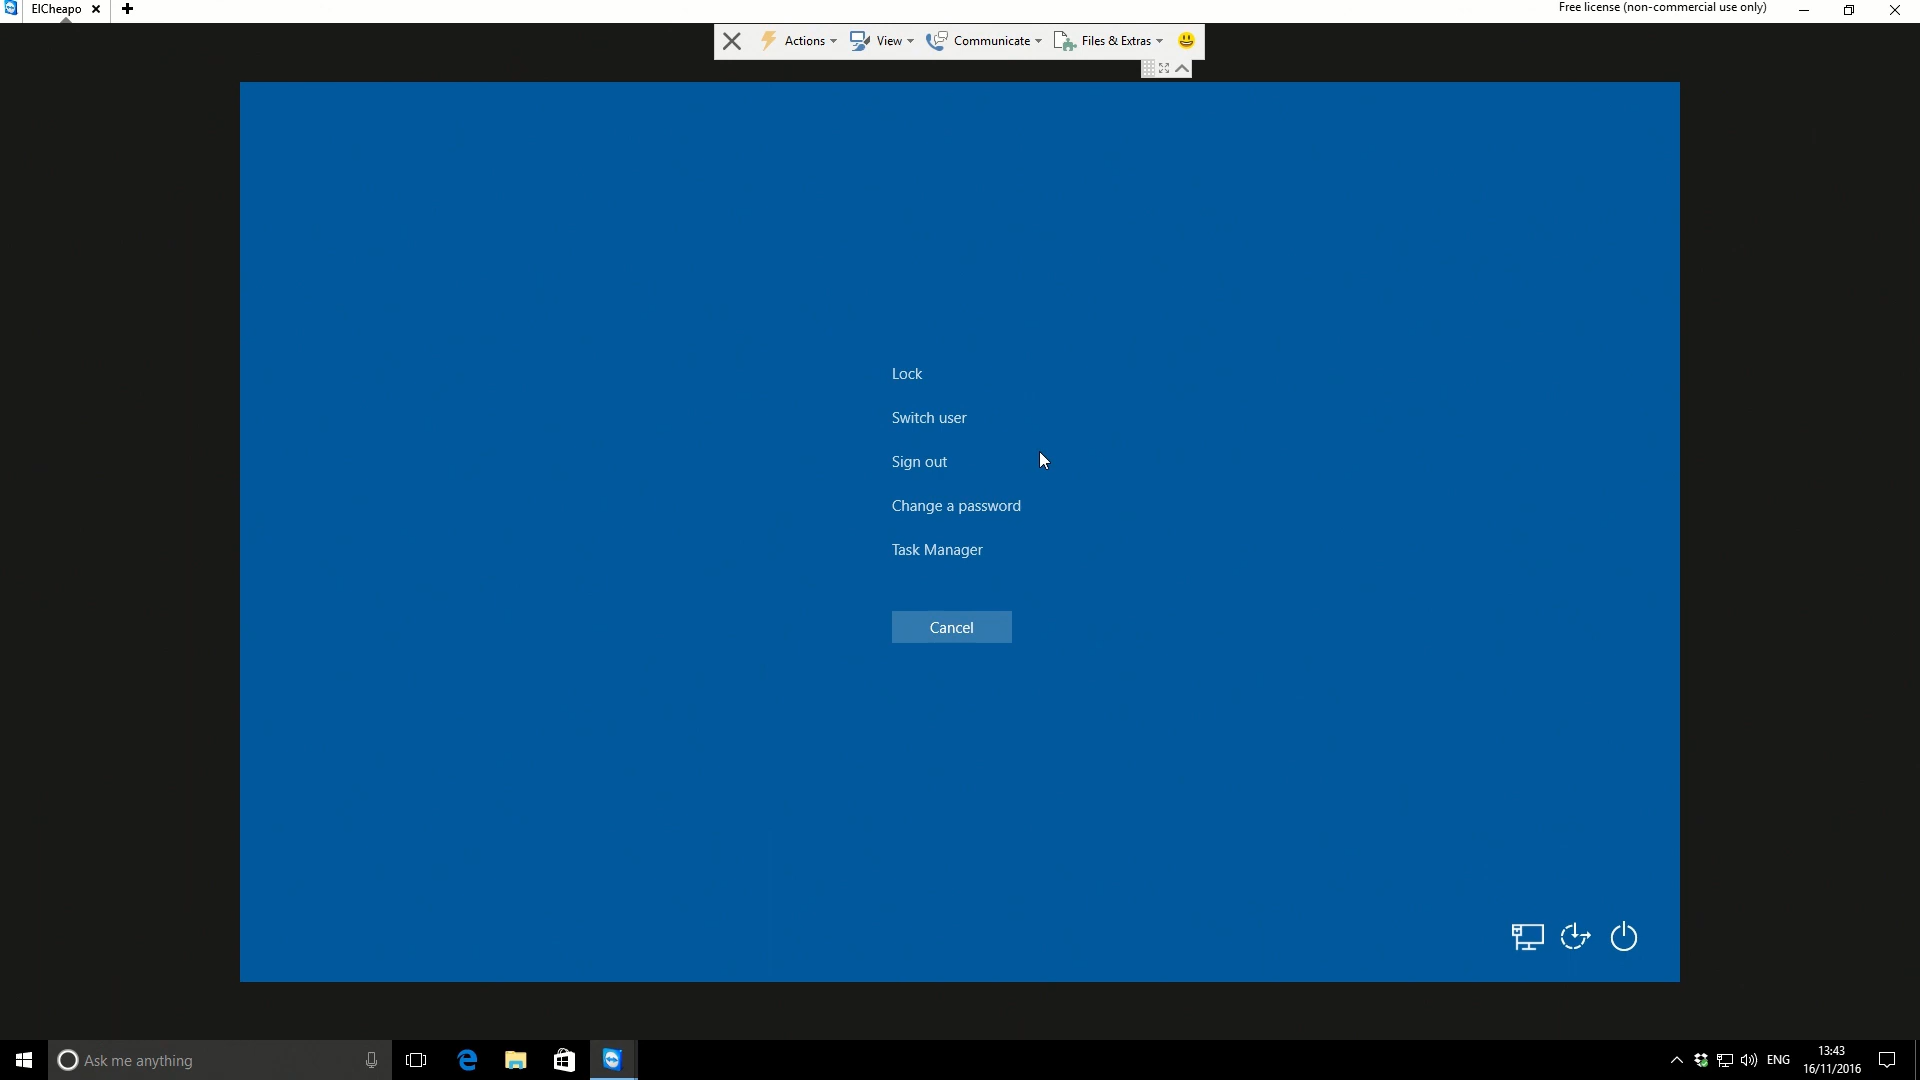 ElCheapo
Free license (non-commercial use only)
Actions
View
Communicate
Files & Extras
Lock
Switch user
Sign out
Change a password
Task Manager
Cancel
Ask me anything
ENG
13:43
16/11/2016